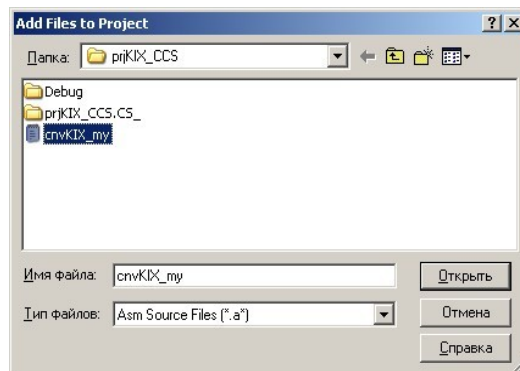 Add Files to Project
Папка: prjKIX_CCS
Debug
prjKIX_CCS.CS_
cnvKIX_my
Имя файла: cnvKIX_my Открыть
Тип файлов: Asm Source Files (*.a*) Отмена
Справка